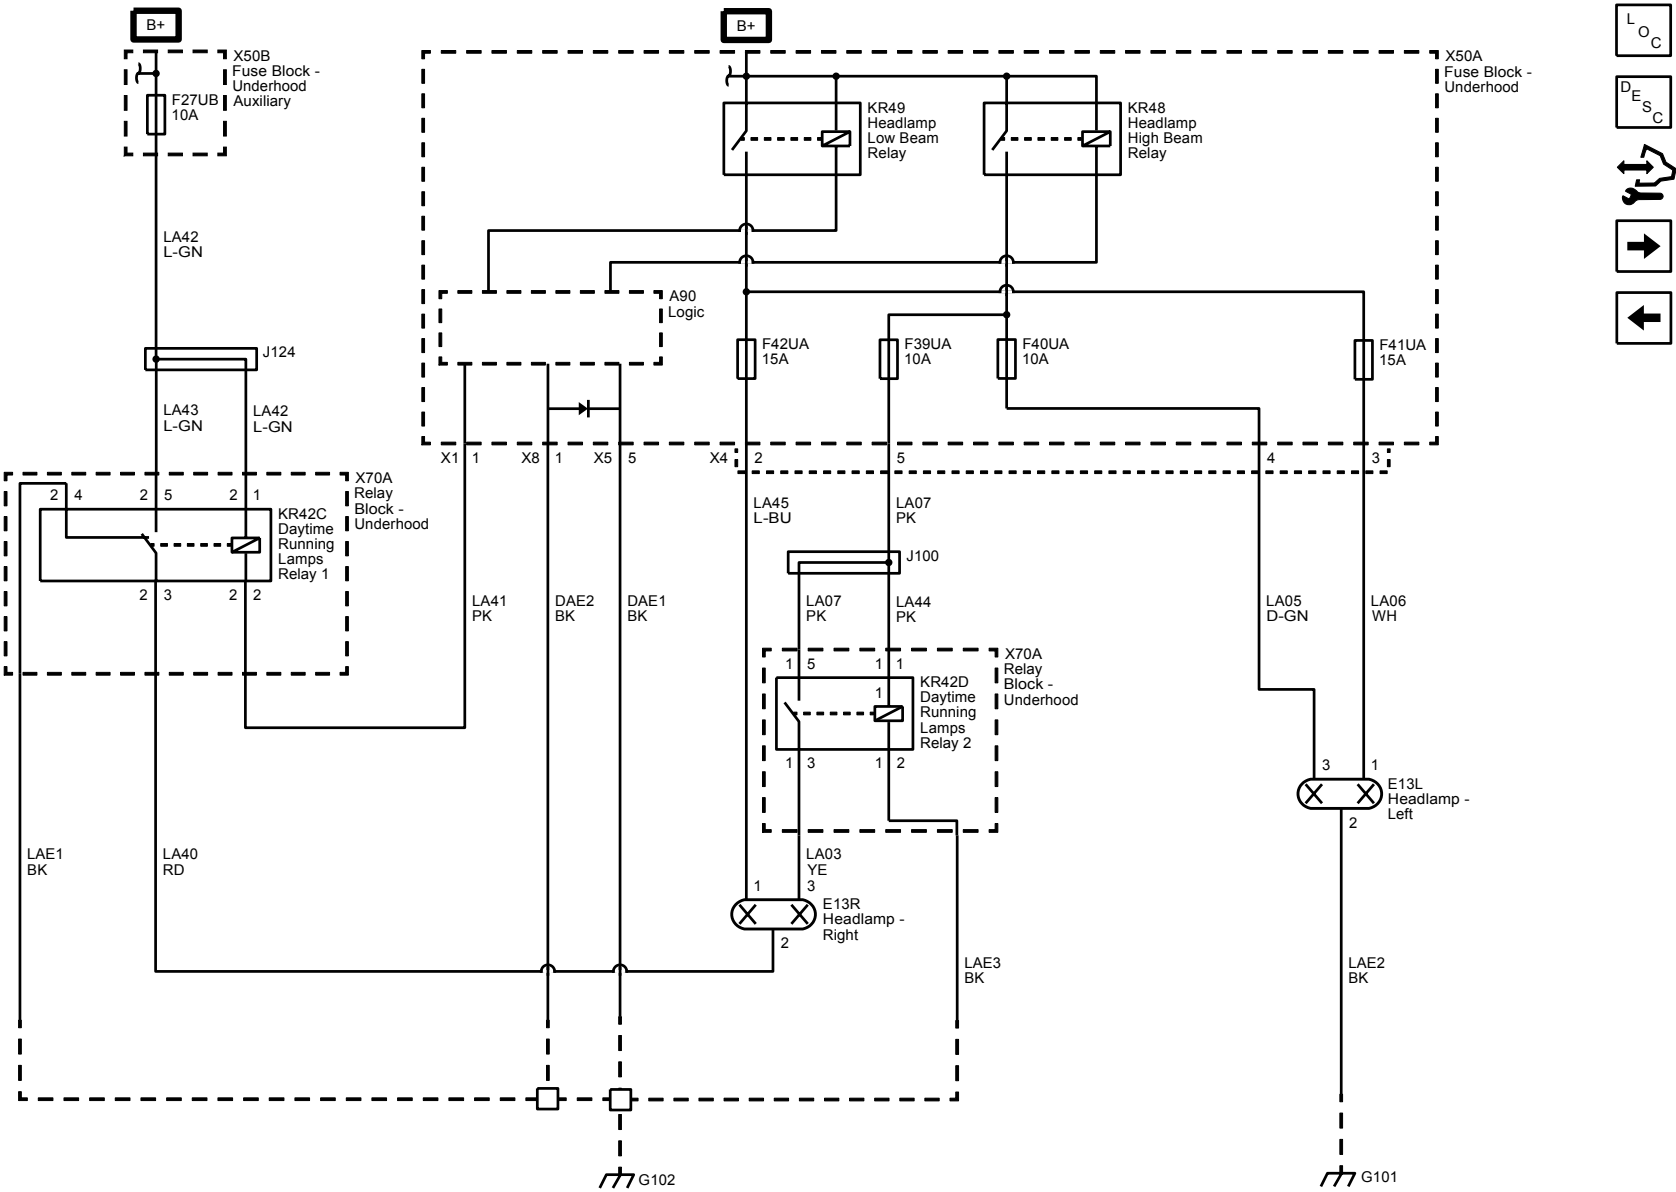 B+
B+
X50B
Fuse Block -
Underhood
Auxiliary
F27UB
10A
X50A
Fuse Block -
Underhood
KR49
Headlamp
Low Beam
Relay
KR48
Headlamp
High Beam
Relay
L
O
C
D
E
S
C
LA42
L-GN
A90
Logic
J124
F42UA
15A
F39UA
10A
F40UA
10A
F41UA
15A
LA43
L-GN
LA42
L-GN
X1 1
X8 1
X5 5
X4 2
5
4
3
X70A
Relay
Block -
Underhood
2 4
2 5
2 1
KR42C
Daytime
Running
Lamps
Relay 1
2 3
2 2
LA45
L-BU
LA07
PK
J100
LA41
PK
DAE2
BK
DAE1
BK
LA07
PK
LA44
PK
LA05
D-GN
LA06
WH
X70A
Relay
Block -
Underhood
1 5
1 1
1
KR42D
Daytime
Running
Lamps
Relay 2
1 3
1 2
3
1
E13L
Headlamp -
Left
2
LAE1
BK
LA40
RD
LA03
YE
1
3
E13R
Headlamp -
Right
2
LAE3
BK
LAE2
BK
G102
G101